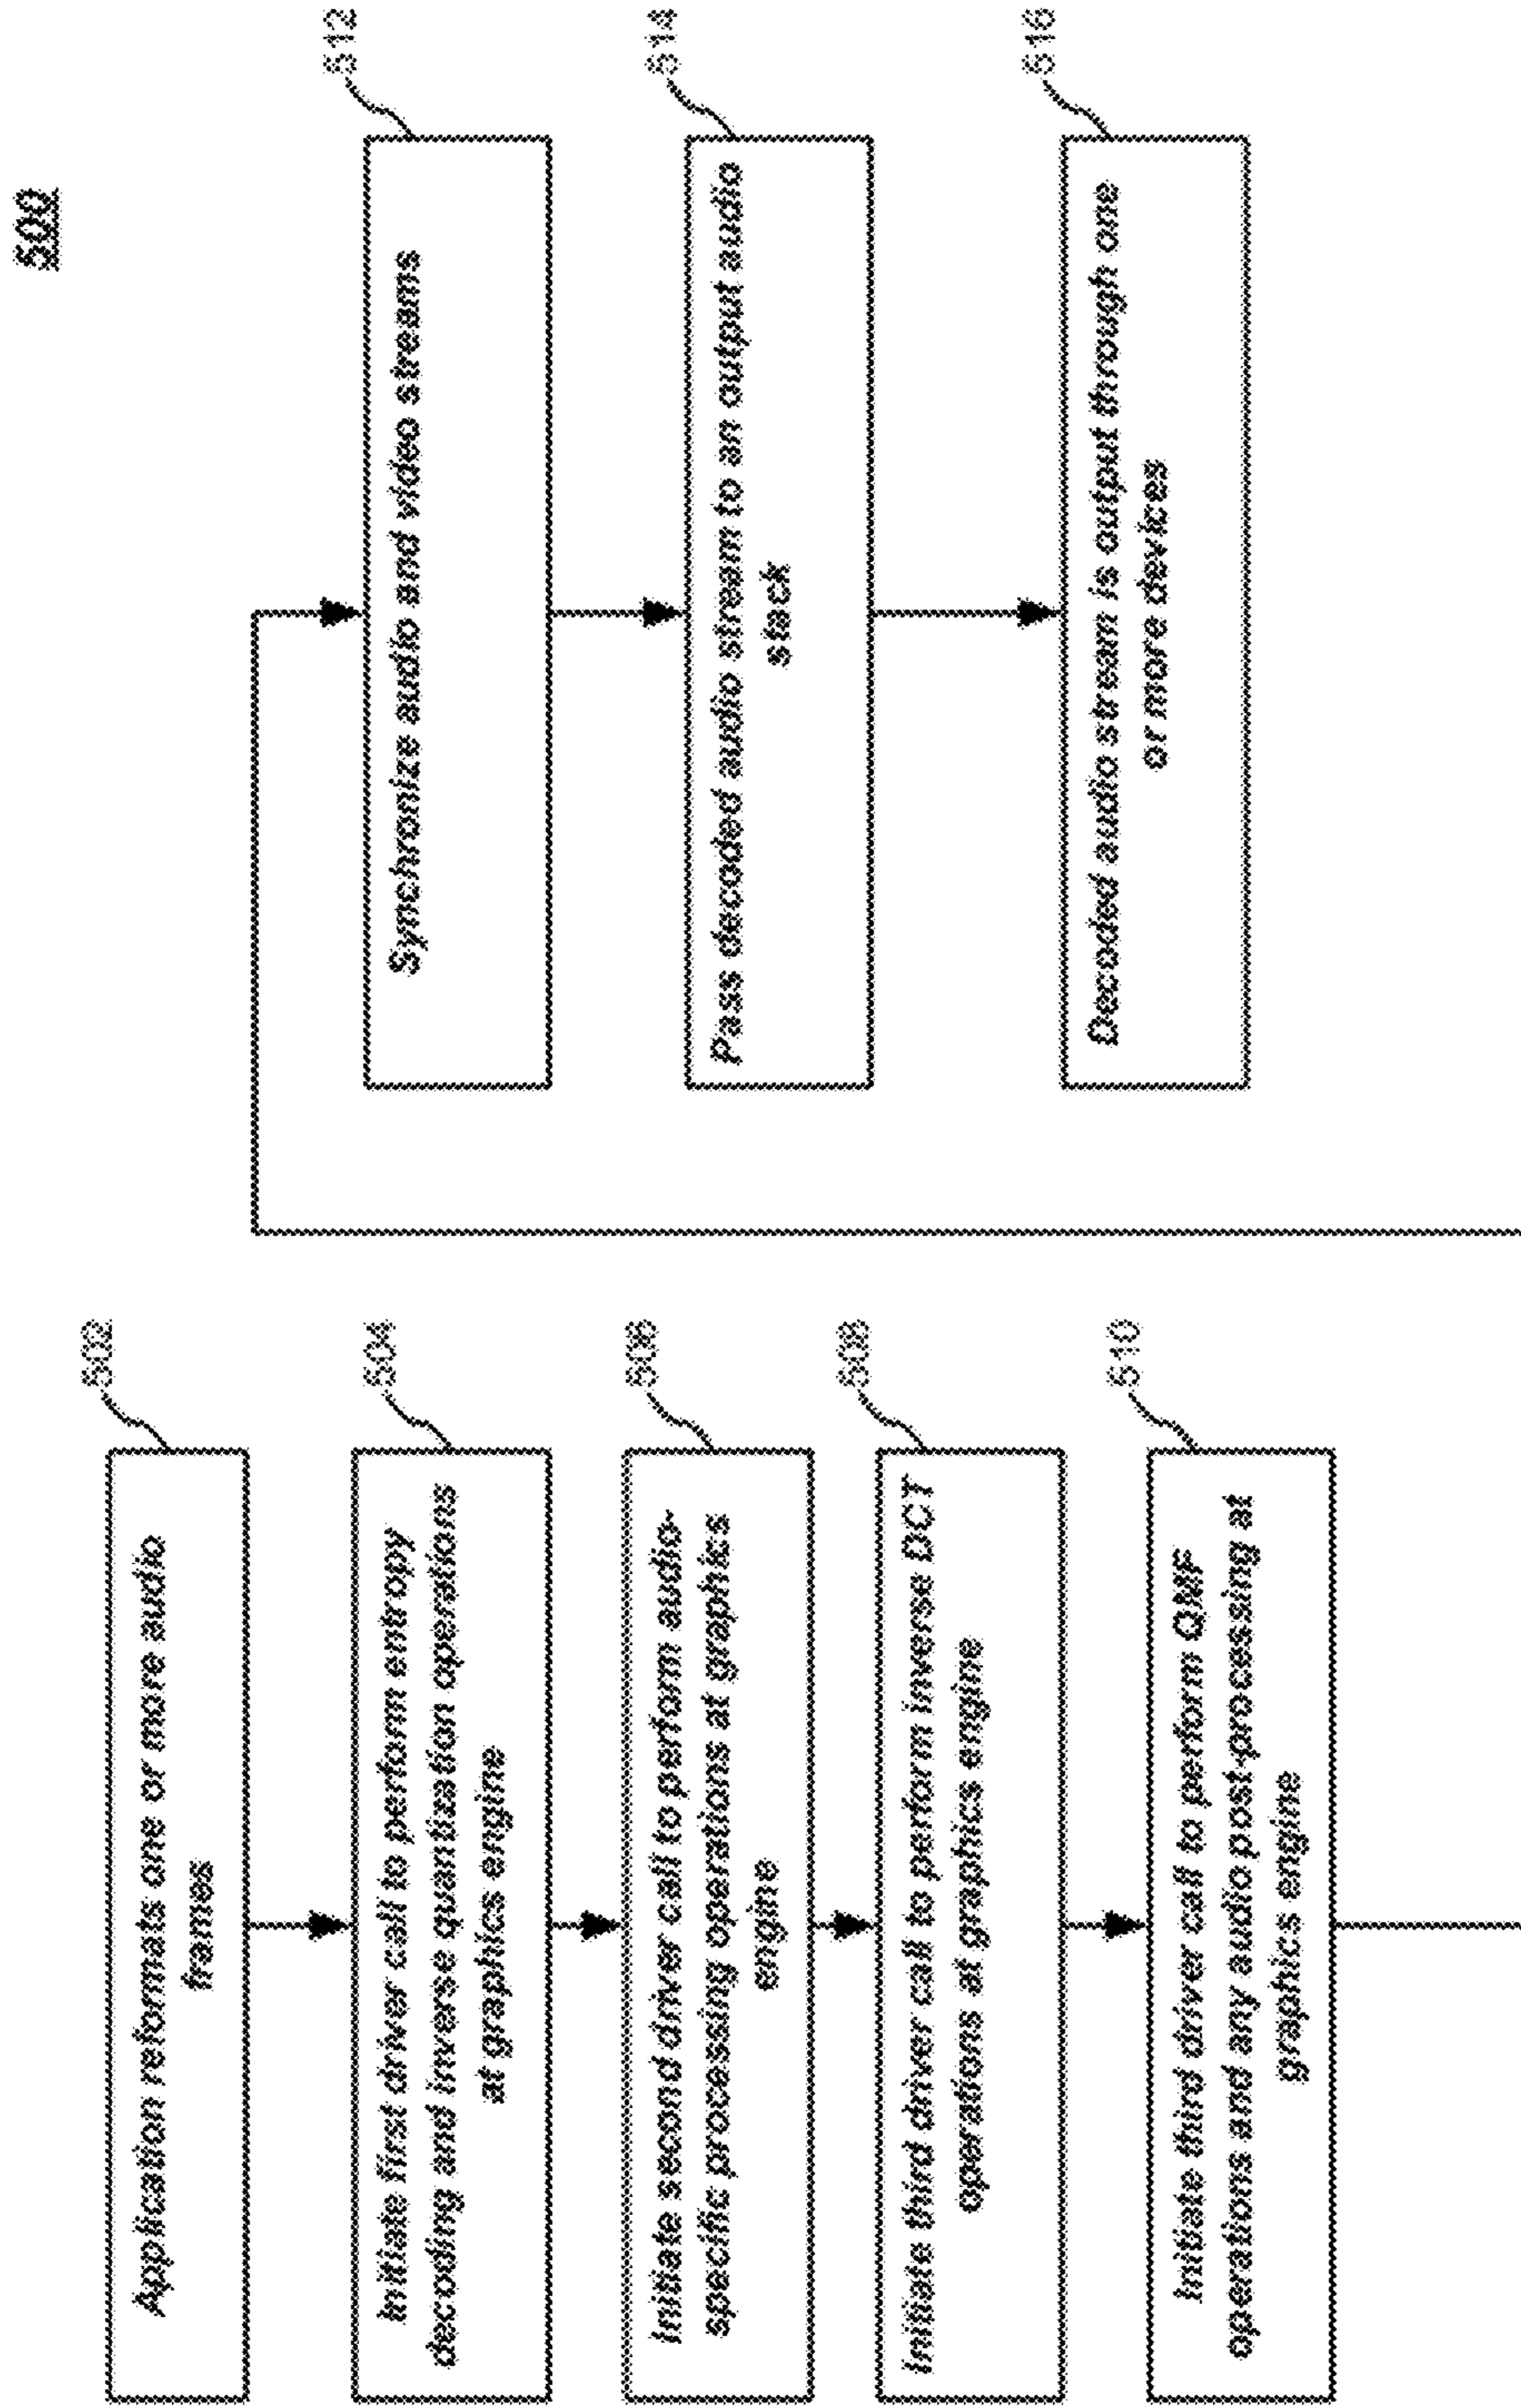 500
502
Application reformats one or more audio
frames
504
Initiate first driver call to perform entropy
decoding and inverse quantization operations
at graphics engine
506
Initiate second driver call to perform audio-
specific processing operations at graphics
engine
508
Initiate third driver call to perform inverse DCT
operations at graphics engine
510
Initiate third driver call to perform QMF
operations and any audio post-processing at
graphics engine
512
Synchronize audio and video streams
514
Pass decoded audio stream to an output audio
stack
516
Decoded audio stream is output through one
or more devices